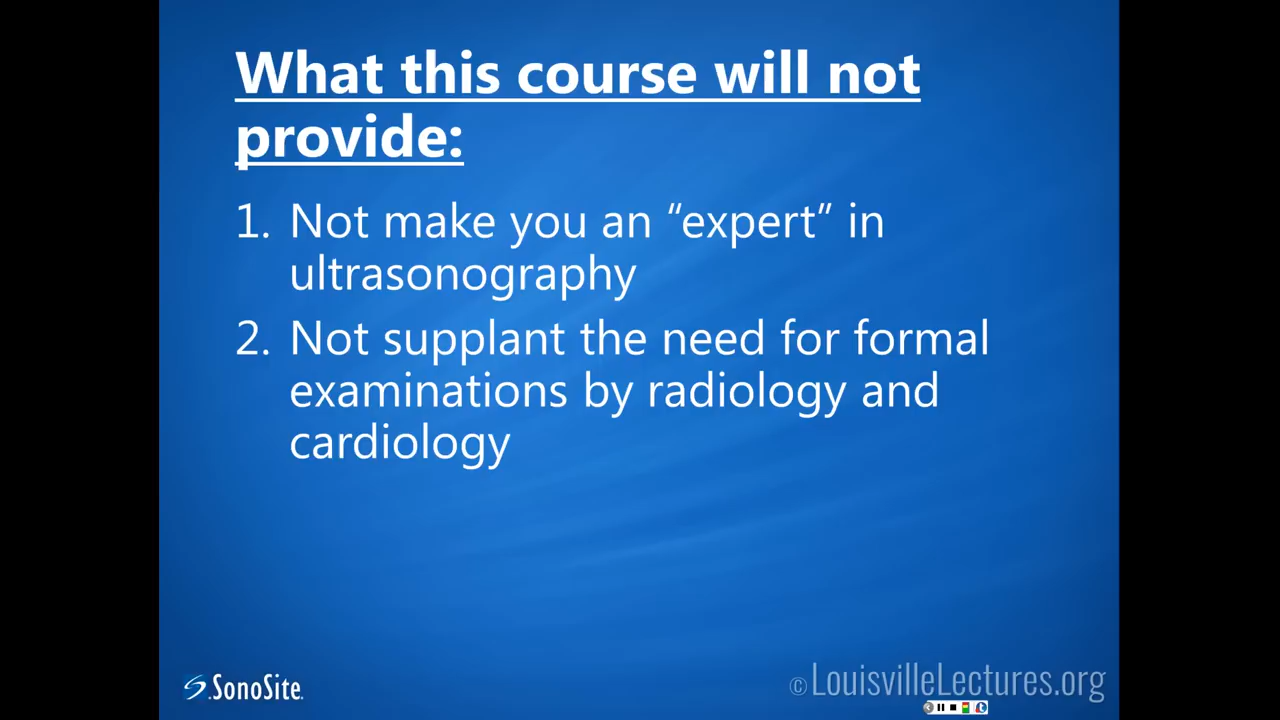 What this course will not
provide:
1. Not make you an “expert” in
ultrasonography
2. Not supplant the need for formal
examinations by radiology and
cardiology
SonoSite
© LouisvilleLectures.org